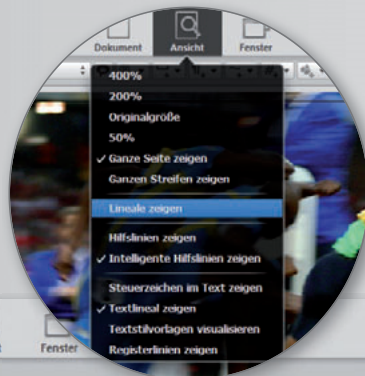 Dokument Ansicht Fenster
400%
200%
Originalgröße
50%
✓ Ganze Seite zeigen
Ganzen Streifen zeigen
Lineale zeigen
Hilfslinien zeigen
✓ Intelligente Hilfslinien zeigen
Steuerzeichen im Text zeigen
✓ Textlineal zeigen
Textstilvorlagen visualisieren
Registerlinien zeigen
Fenster